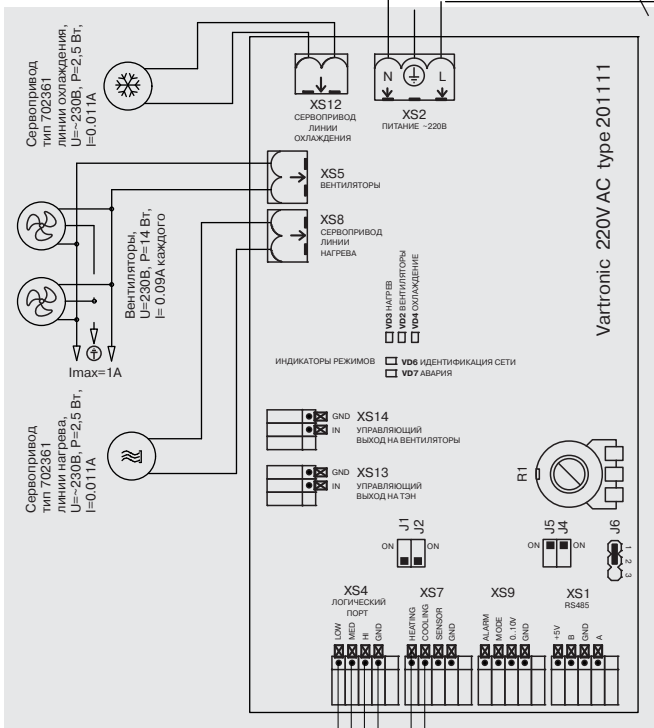 Сервопривод
тип 702361
линии охлаждения,
U=~230В, P=2,5 Вт,
I=0.011А
XS12
СЕРВОПРИВОД
ЛИНИИ
ОХЛАЖДЕНИЯ
N
L
XS2
ПИТАНИЕ ~220В
XS5
ВЕНТИЛЯТОРЫ
XS8
СЕРВОПРИВОД
ЛИНИИ
НАГРЕВА
Vartronic 220V AC type 201111
Вентиляторы,
U=230В, P=14 Вт,
I= 0.09А каждого
Imax=1A
VD3 НАГРЕВ
VD2 ВЕНТИЛЯТОРЫ
VD4 ОХЛАЖДЕНИЕ
ИНДИКАТОРЫ РЕЖИМОВ
VD6 ИДЕНТИФИКАЦИЯ СЕТИ
VD7 АВАРИЯ
Сервопривод
тип 702361
линии нагрева,
U=~230В, P=2,5 Вт,
I=0.011А
GND
IN
XS14
УПРАВЛЯЮЩИЙ
ВЫХОД НА ВЕНТИЛЯТОРЫ
GND
IN
XS13
УПРАВЛЯЮЩИЙ
ВЫХОД НА ТЭН
R1
J1
J2
ON
ON
J5
J4
ON
ON
J6
1
2
3
XS4
ЛОГИЧЕСКИЙ
ПОРТ
LOW
MED
HI
GND
XS7
HEATING
COOLING
SENSOR
GND
XS9
ALARM
MODE
0..10V
GND
XS1
RS485
+5V
B
GND
A